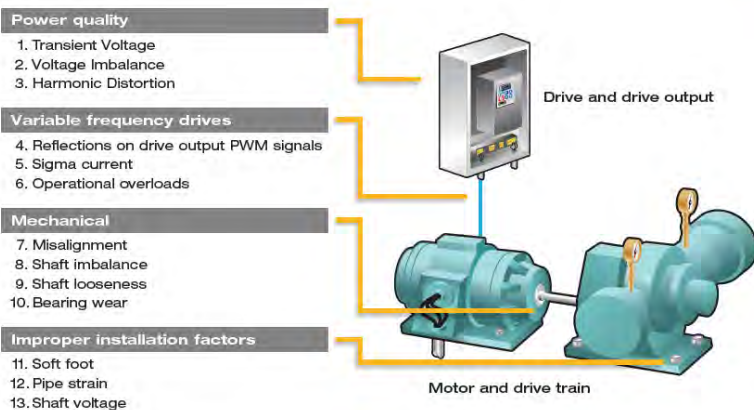 Power quality
1. Transient Voltage
2. Voltage Imbalance
3. Harmonic Distortion
Drive and drive output
Variable frequency drives
4. Reflections on drive output PWM signals
5. Sigma current
6. Operational overloads
Mechanical
7. Misalignment
8. Shaft imbalance
9. Shaft looseness
10. Bearing wear
Improper installation factors
11. Soft foot
12. Pipe strain
13. Shaft voltage
Motor and drive train